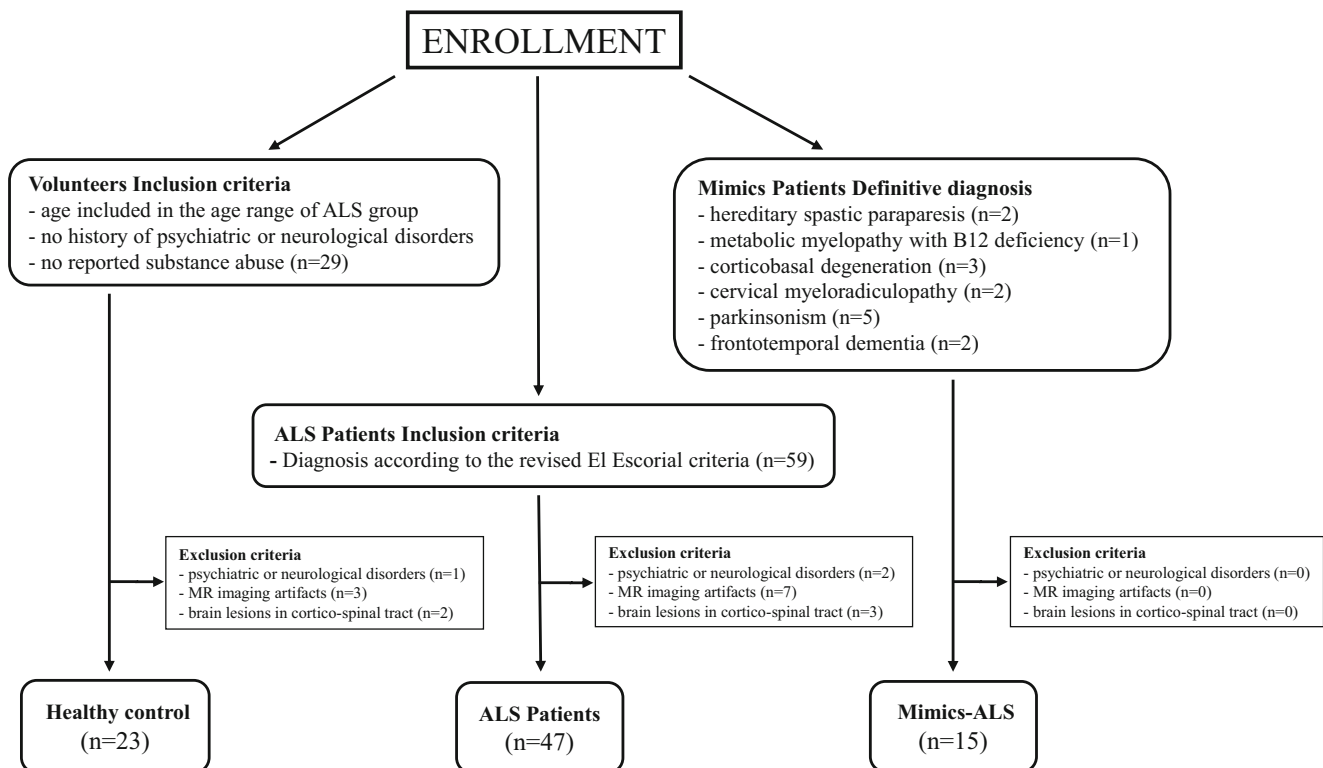 ENROLLMENT
Volunteers Inclusion criteria
- age included in the age range of ALS group
- no history of psychiatric or neurological disorders
- no reported substance abuse (n=29)
Mimics Patients Definitive diagnosis
- hereditary spastic paraparesis (n=2)
- metabolic myelopathy with B12 deficiency (n=1)
- corticobasal degeneration (n=3)
- cervical myeloradiculopathy (n=2)
- parkinsonism (n=5)
- frontotemporal dementia (n=2)
ALS Patients Inclusion criteria
- Diagnosis according to the revised El Escorial criteria (n=59)
Exclusion criteria
- psychiatric or neurological disorders (n=1)
- MR imaging artifacts (n=3)
- brain lesions in cortico-spinal tract (n=2)
Exclusion criteria
- psychiatric or neurological disorders (n=2)
- MR imaging artifacts (n=7)
- brain lesions in cortico-spinal tract (n=3)
Exclusion criteria
- psychiatric or neurological disorders (n=0)
- MR imaging artifacts (n=0)
- brain lesions in cortico-spinal tract (n=0)
Healthy control
(n=23)
ALS Patients
(n=47)
Mimics-ALS
(n=15)